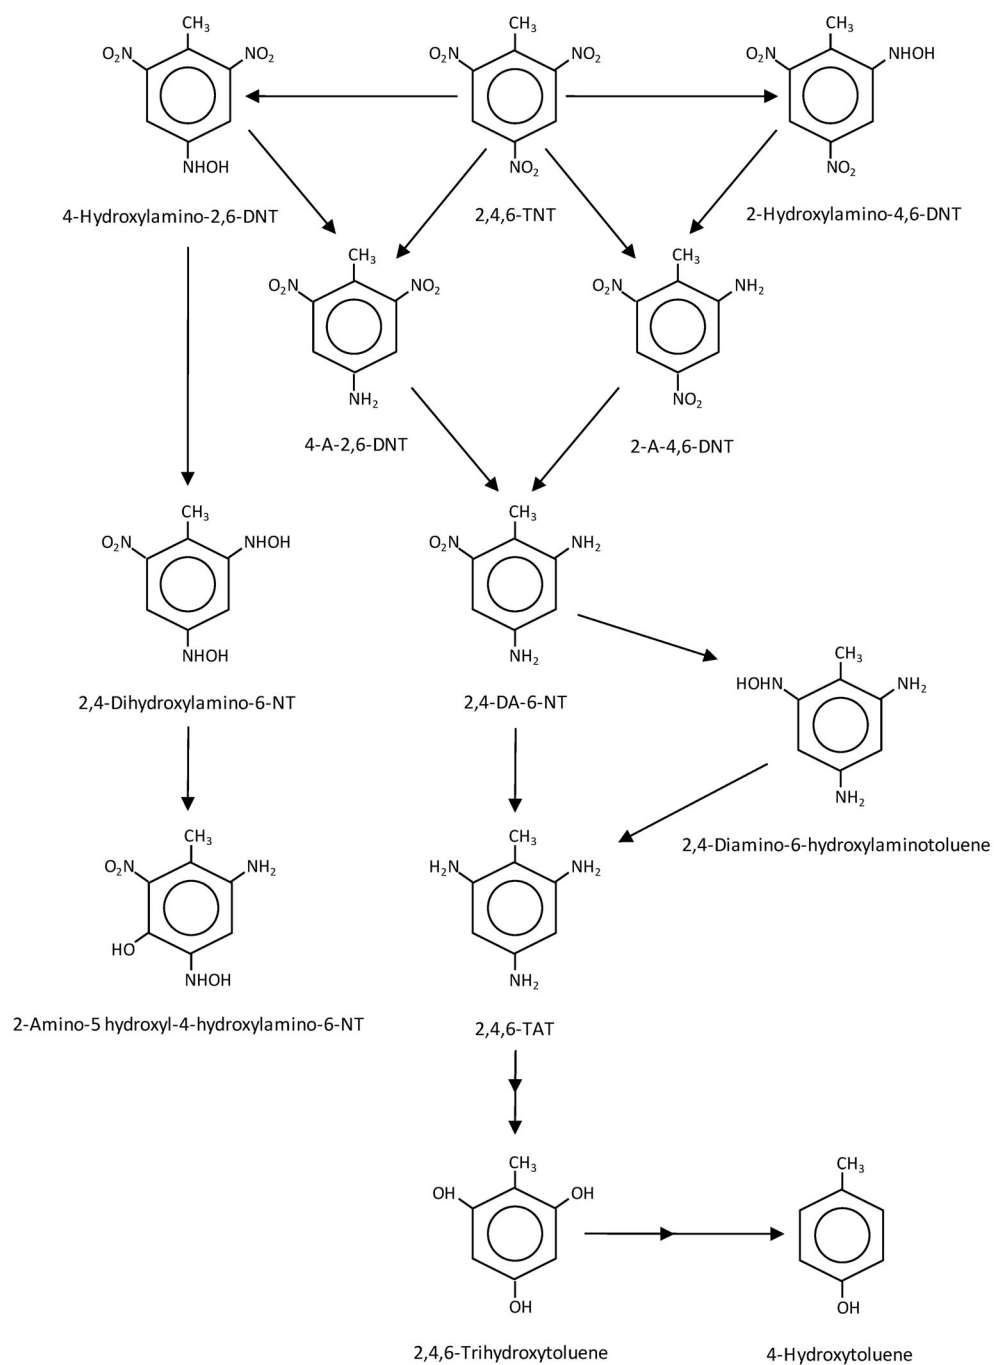 CH3
O2N
NO2
NHOH
4-Hydroxylamino-2,6-DNT
CH3
O2N
NO2
NO2
2,4,6-TNT
CH3
O2N
NHOH
NO2
2-Hydroxylamino-4,6-DNT
CH3
O2N
NO2
NH2
4-A-2,6-DNT
CH3
O2N
NH2
NO2
2-A-4,6-DNT
CH3
O2N
NHOH
NHOH
2,4-Dihydroxylamino-6-NT
CH3
O2N
NH2
NH2
2,4-DA-6-NT
CH3
HOHN
NH2
NH2
2,4-Diamino-6-hydroxylaminotoluene
CH3
O2N
NH2
HO
NHOH
2-Amino-5 hydroxyl-4-hydroxylamino-6-NT
CH3
H2N
NH2
NH2
2,4,6-TAT
CH3
OH
OH
OH
2,4,6-Trihydroxytoluene
CH3
OH
4-Hydroxytoluene